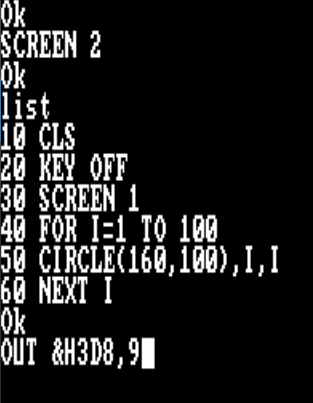 Ok
SCREEN 2
Ok
list
10 CLS
20 KEY OFF
30 SCREEN 1
40 FOR I=1 TO 100
50 CIRCLE(160,100),I,I
60 NEXT I
Ok
OUT &H3D8,9